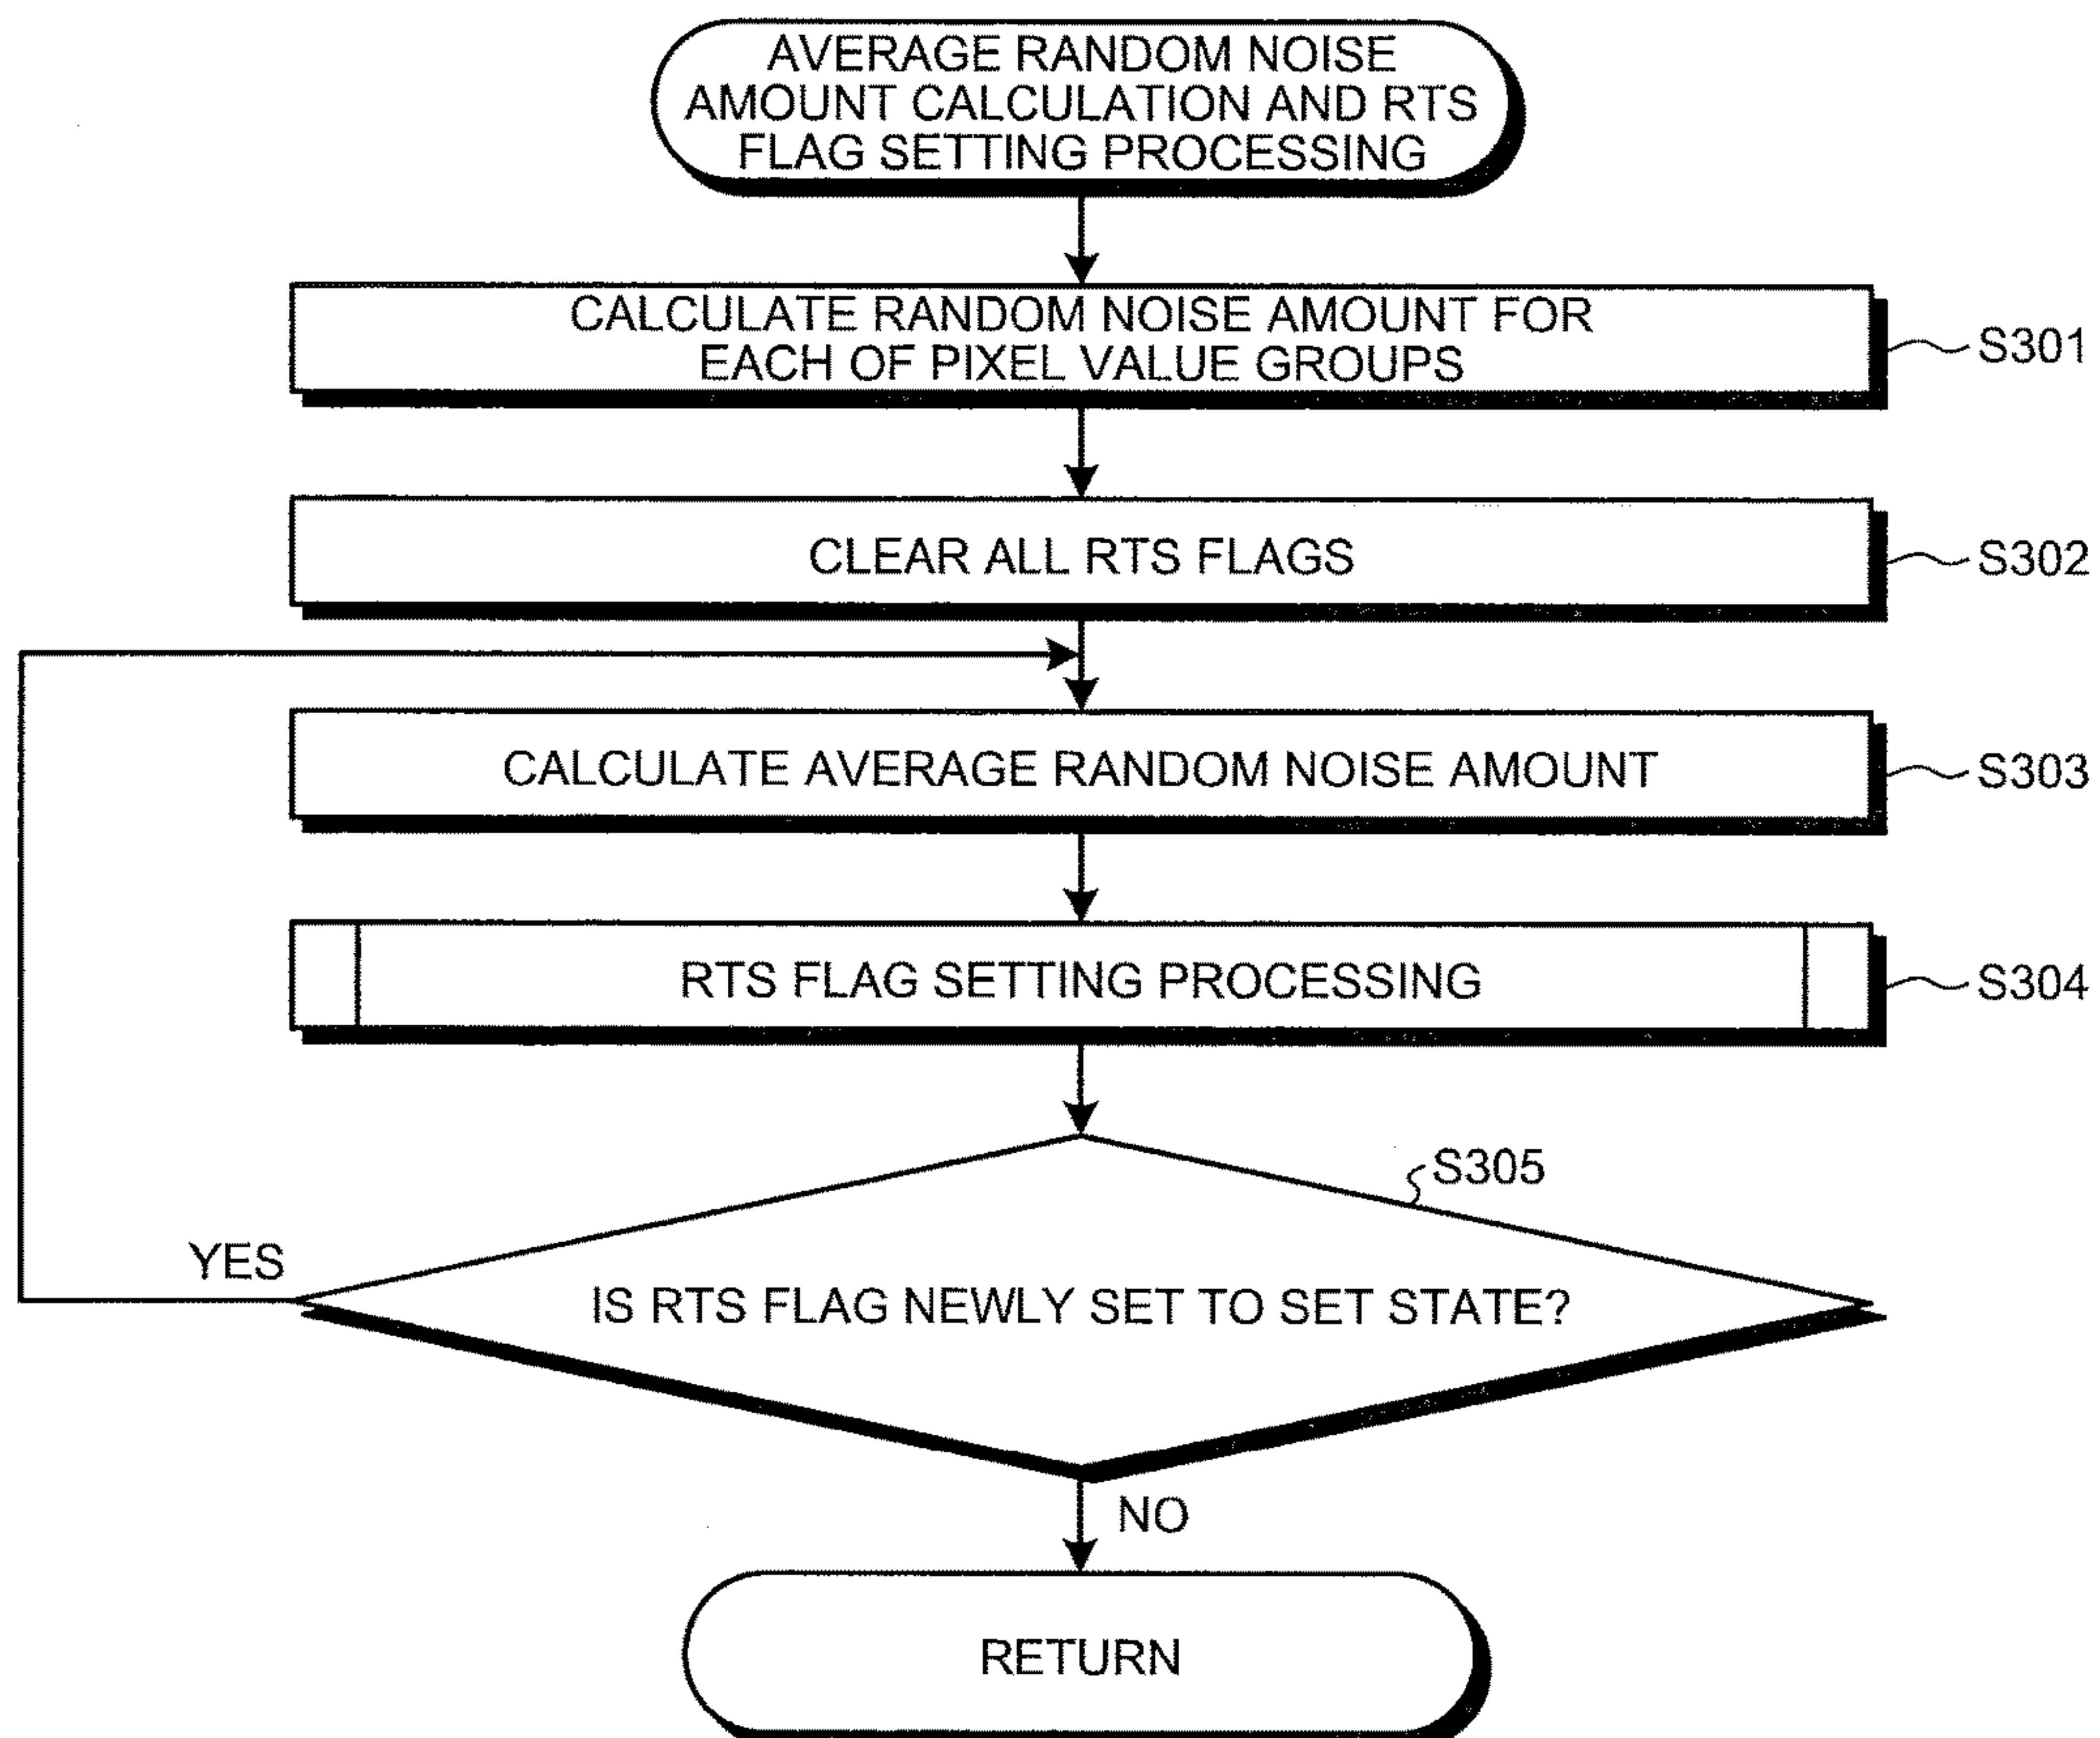 AVERAGE RANDOM NOISE
AMOUNT CALCULATION AND RTS
FLAG SETTING PROCESSING
CALCULATE RANDOM NOISE AMOUNT FOR
EACH OF PIXEL VALUE GROUPS
S301
CLEAR ALL RTS FLAGS
S302
CALCULATE AVERAGE RANDOM NOISE AMOUNT
S303
RTS FLAG SETTING PROCESSING
S304
S305
YES
IS RTS FLAG NEWLY SET TO SET STATE?
NO
RETURN